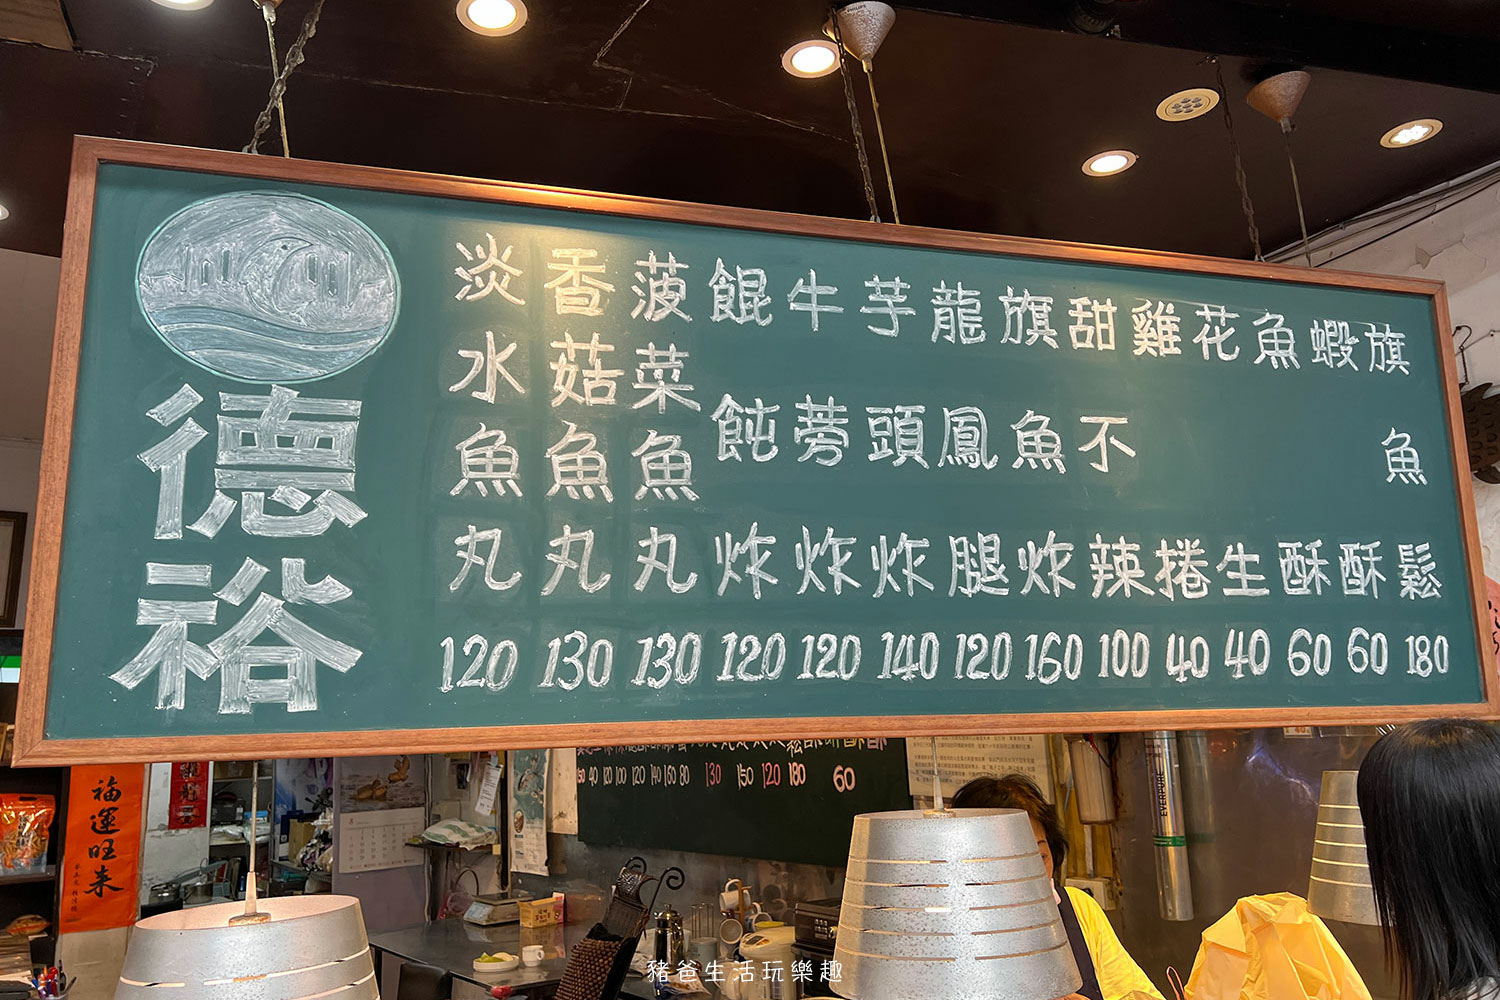 德裕
淡水魚丸 120
香菇魚丸 130
菠菜魚丸 130
餛飩炸 120
牛蒡炸 120
芋頭炸 140
龍鳳腿 120
旗魚炸 160
甜不辣 100
雞捲 40
花生 40
魚酥 60
蝦酥 60
旗魚鬆 180
130 150 120 180 60
福運旺來
EVERPURE
豬爸生活玩樂趣